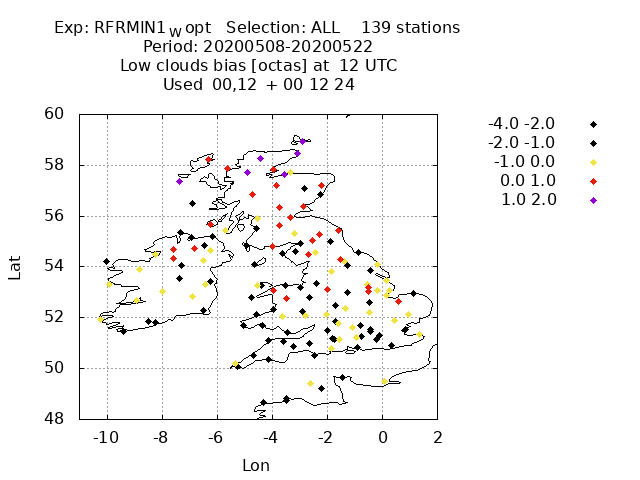 Exp: RFRMIN1_W opt Selection: ALL 139 stations
Period: 20200508-20200522
Low clouds bias [octas] at 12 UTC
Used 00,12 + 00 12 24
-4.0 -2.0
-2.0 -1.0
-1.0 0.0
0.0 1.0
1.0 2.0
60
58
56
54
52
50
48
Lat
-10 -8 -6 -4 -2 0 2
Lon